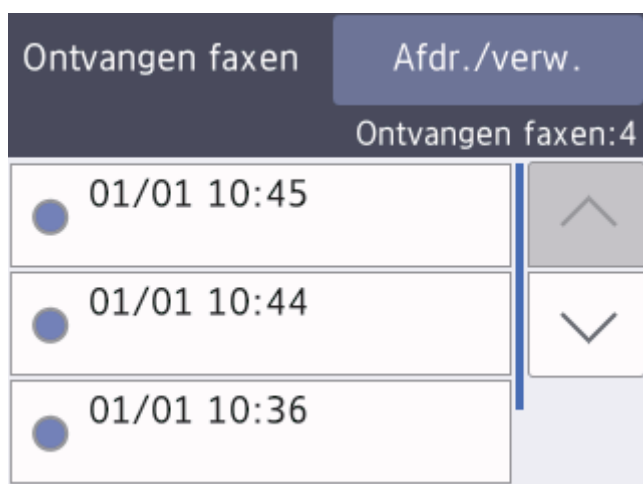 Ontvangen faxen
Afdr./verw.
Ontvangen faxen:4
01/01 10:45
01/01 10:44
01/01 10:36